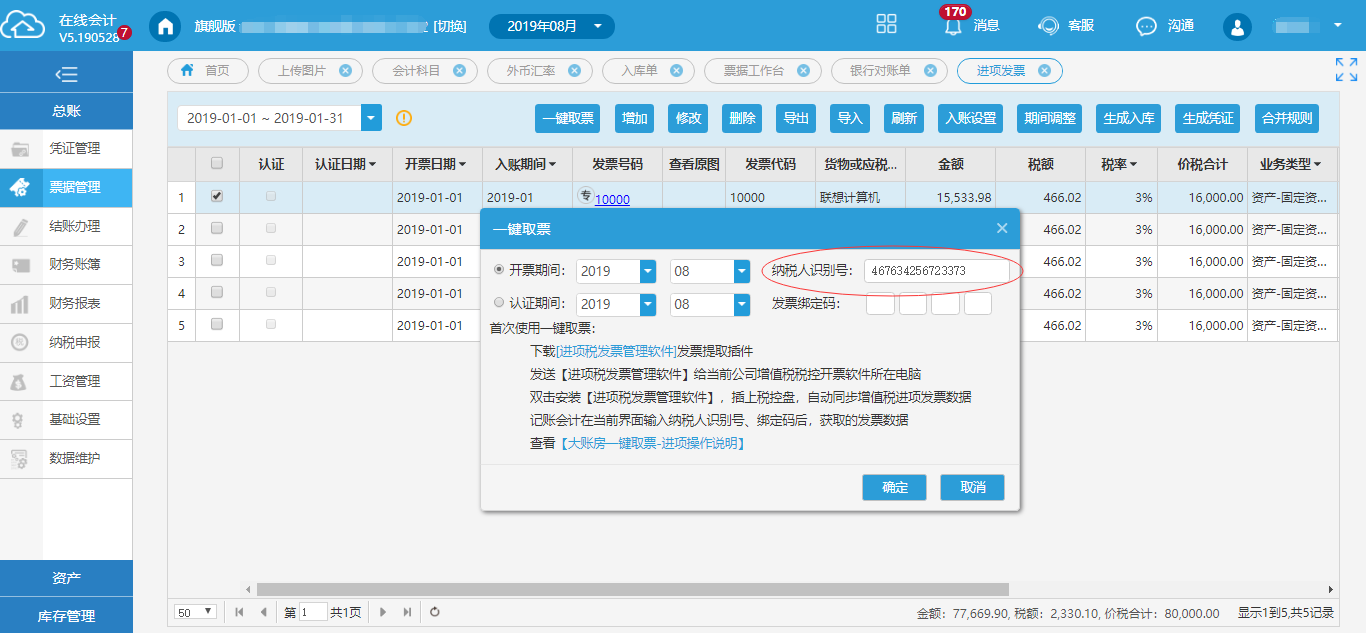 在线会计
V5.190528 7
旗舰版 [切换]
2019年08月
170 消息
客服
沟通
首页
上传图片
会计科目
外币汇率
入库单
票据工作台
银行对账单
进项发票
总账
凭证管理
票据管理
结账办理
财务账簿
财务报表
纳税申报
工资管理
基础设置
数据维护
资产
库存管理
2019-01-01 ~ 2019-01-31
一键取票 增加 修改 删除 导出 导入 刷新 入账设置 期间调整 生成入库 生成凭证 合并规则
认证 认证日期 开票日期 入账期间 发票号码 查看原图 发票代码 货物或应税... 金额 税额 税率 价税合计 业务类型
1 2019-01-01 2019-01 专 10000 10000 联想计算机 15,533.98 466.02 3% 16,000.00 资产-固定资...
2 2019-01-01 466.02 3% 16,000.00 资产-固定资...
3 2019-01-01 466.02 3% 16,000.00 资产-固定资...
4 2019-01-01 466.02 3% 16,000.00 资产-固定资...
5 2019-01-01 466.02 3% 16,000.00 资产-固定资...
一键取票
开票期间: 2019 08 纳税人识别号: 467634256723373
认证期间: 2019 08 发票绑定码:
首次使用一键取票:
下载[进项税发票管理软件]发票提取插件
发送【进项税发票管理软件】给当前公司增值税税控开票软件所在电脑
双击安装【进项税发票管理软件】，插上税控盘，自动同步增值税进项发票数据
记账会计在当前界面输入纳税人识别号、绑定码后，获取的发票数据
查看【大账房一键取票-进项操作说明】
确定 取消
50 第 1 共1页
金额: 77,669.90, 税额: 2,330.10, 价税合计: 80,000.00 显示1到5,共5记录